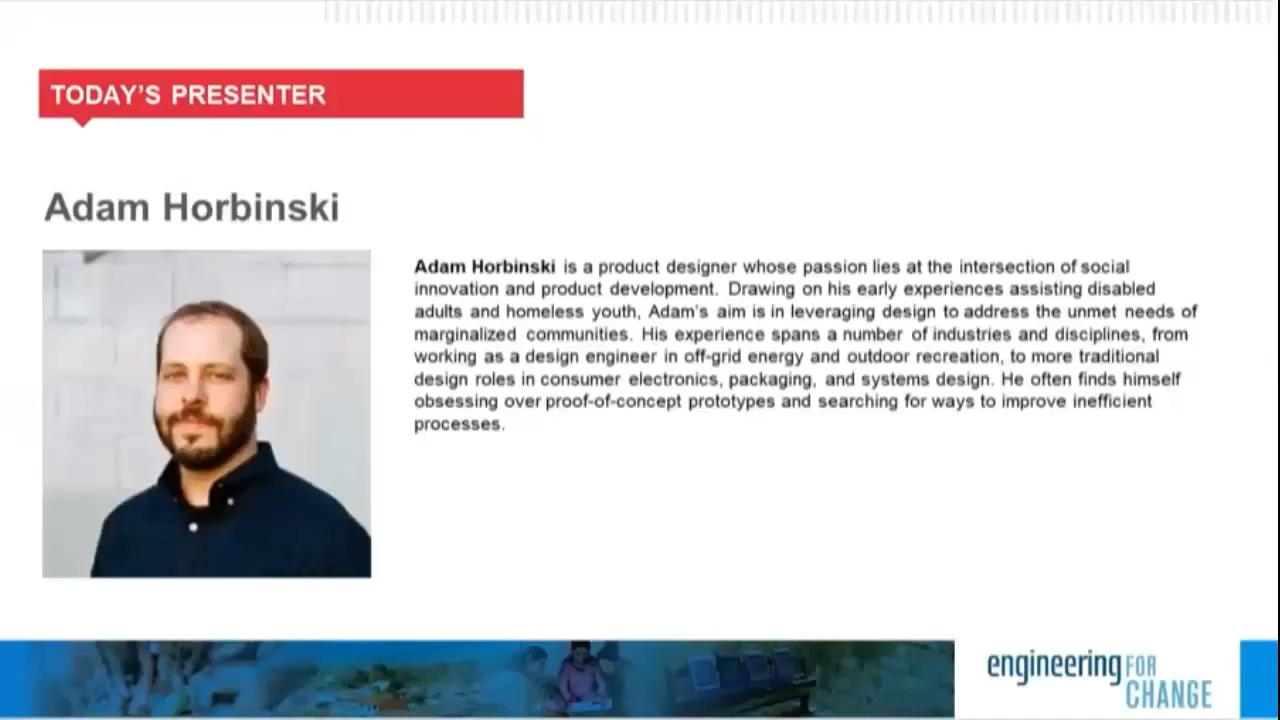 TODAY'S PRESENTER
Adam Horbinski
Adam Horbinski is a product designer whose passion lies at the intersection of social
innovation and product development. Drawing on his early experiences assisting disabled
adults and homeless youth, Adam's aim is in leveraging design to address the unmet needs of
marginalized communities. His experience spans a number of industries and disciplines, from
working as a design engineer in off-grid energy and outdoor recreation, to more traditional
design roles in consumer electronics, packaging, and systems design. He often finds himself
obsessing over proof-of-concept prototypes and searching for ways to improve inefficient
processes.
engineering FOR
CHANGE